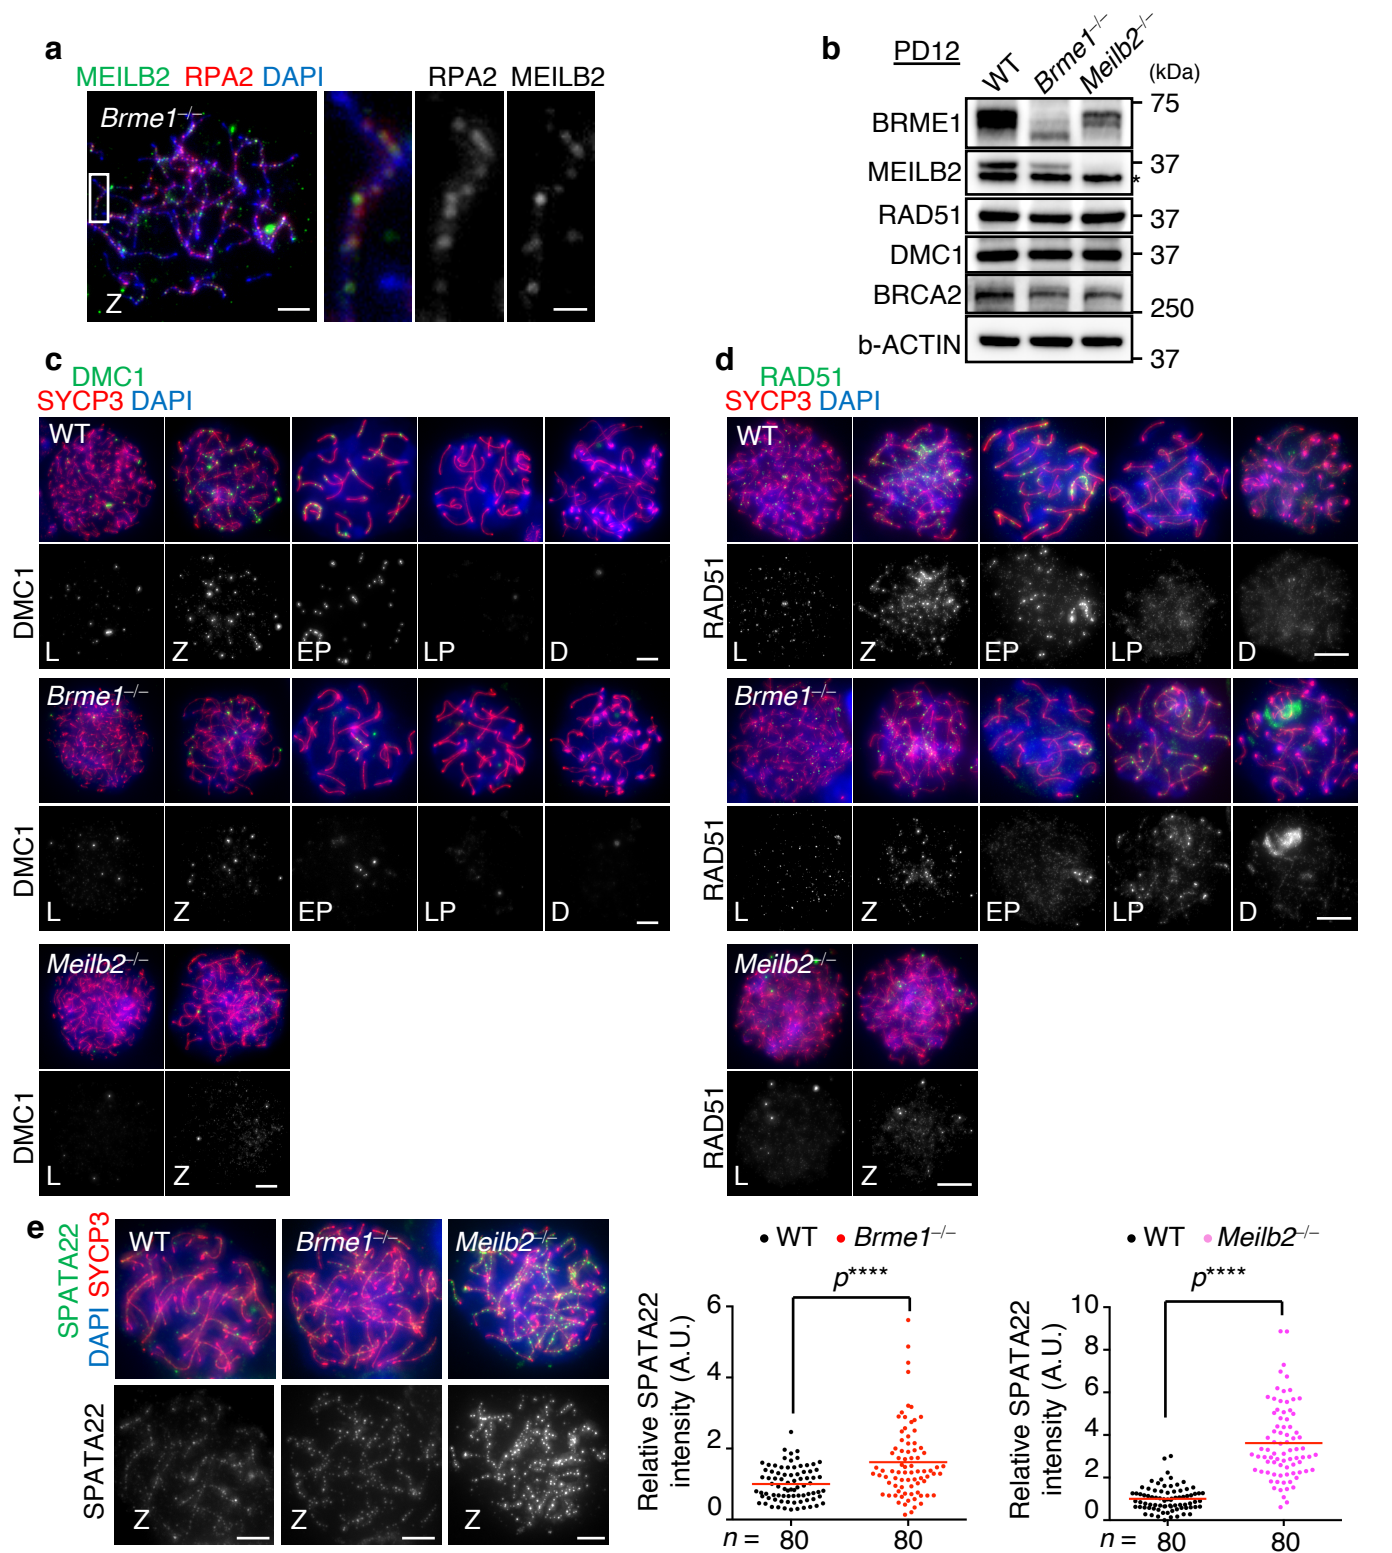 a
MEILB2 RPA2 DAPI RPA2 MEILB2
Brme1–/–
Z
b
PD12 WT Brme1–/– Meilb2–/– (kDa)
BRME1 75
MEILB2 37
*
RAD51 37
DMC1 37
BRCA2 250
b-ACTIN 37
c
DMC1
SYCP3 DAPI
WT
DMC1
L Z EP LP D
Brme1–/–
DMC1
L Z EP LP D
Meilb2–/–
DMC1
L Z
d
RAD51
SYCP3 DAPI
WT
RAD51
L Z EP LP D
Brme1–/–
RAD51
L Z EP LP D
Meilb2–/–
RAD51
L Z
e
SPATA22
DAPI SYCP3
WT Brme1–/– Meilb2–/–
SPATA22
Z Z Z
• WT • Brme1–/–
p****
Relative SPATA22
intensity (A.U.)
6
4
2
0
n = 80 80
• WT • Meilb2–/–
p****
Relative SPATA22
intensity (A.U.)
10
8
6
4
2
0
n = 80 80